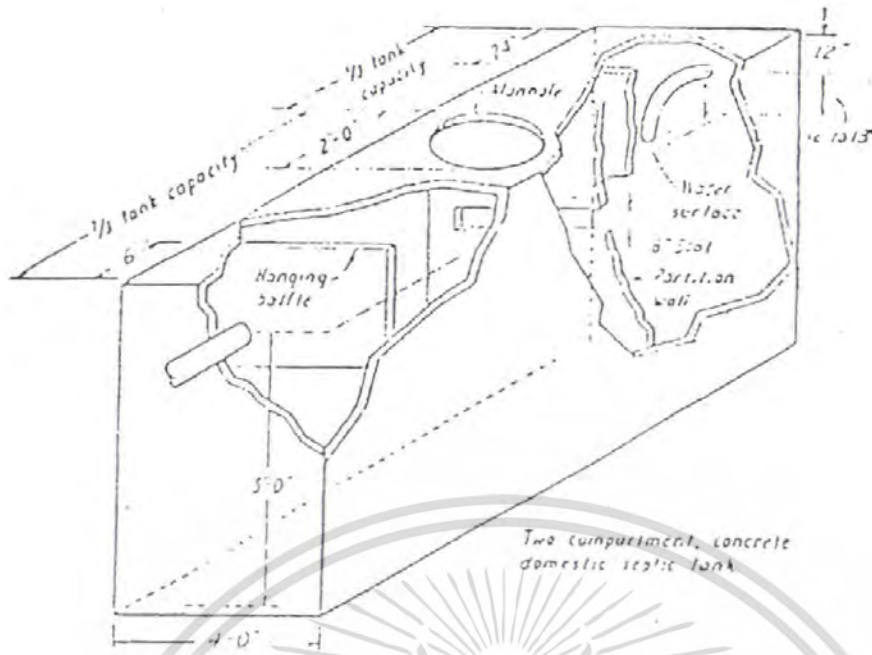 ⅓ tank
capacity
Manhole
12"
2'-0"
⅔ tank capacity
6"
Water
surface
Hanging
baffle
Partition
wall
5'-0"
Two compartment, concrete
domestic septic tank
4'-0"